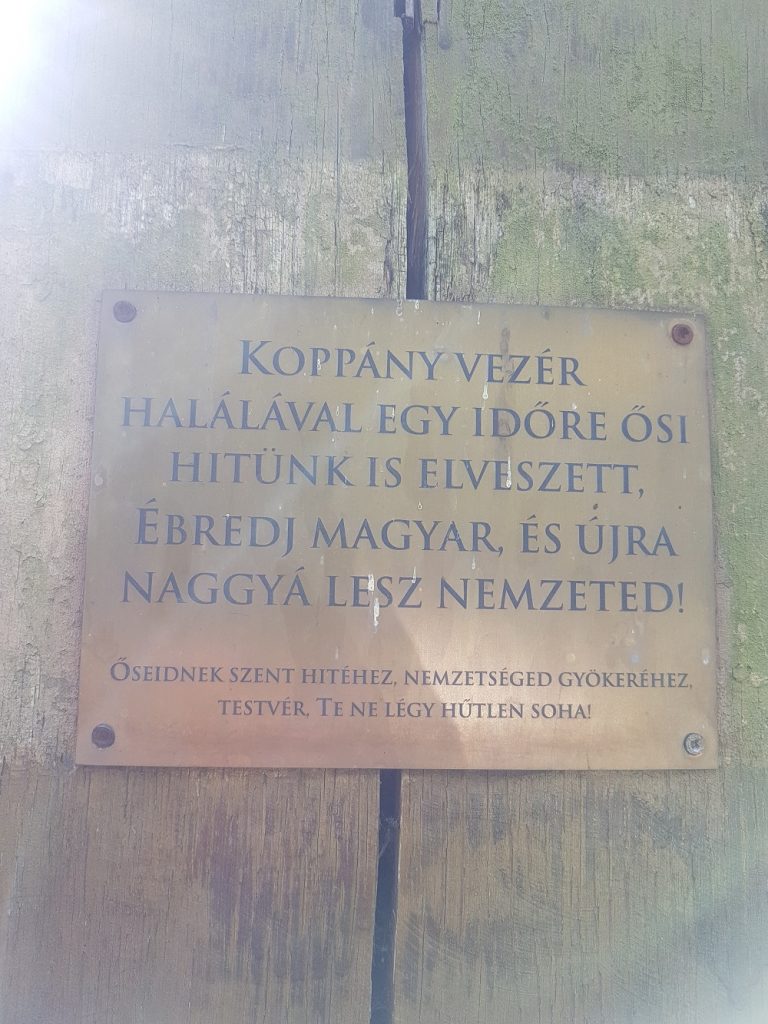 Koppány vezér
halálával egy időre ősi
hitünk is elveszett,
Ébredj magyar, és újra
naggyá lesz nemzeted!
Őseidnek szent hitéhez, nemzetséged gyökeréhez,
testvér, Te ne légy hűtlen soha!